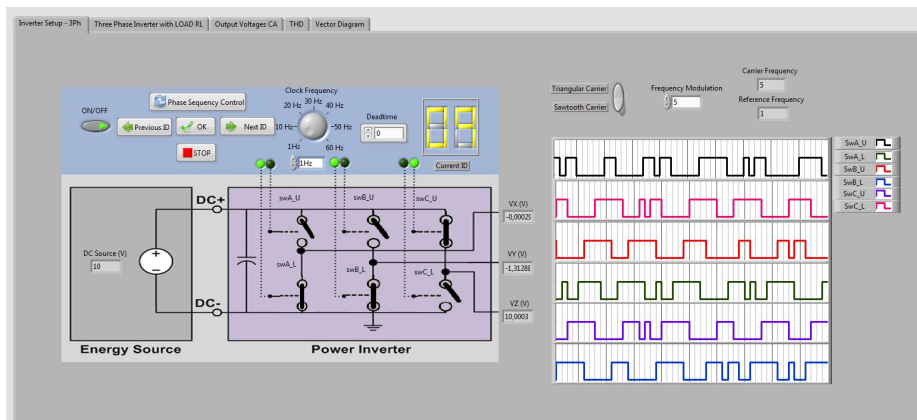 Inverter Setup - 3Ph
Three Phase Inverter with LOAD RL
Output Voltages CA
THD
Vector Diagram
ON/OFF
Phase Sequency Control
Previous ID
OK
Next ID
STOP
Clock Frequency
20 Hz
30 Hz
40 Hz
10 Hz
50 Hz
1Hz
60 Hz
1Hz
Deadtime
0
Current ID
Triangular Carrier
Sawtooth Carrier
Frequency Modulation
5
Carrier Frequency
5
Reference Frequency
1
DC Source (V)
10
DC+
DC-
Energy Source
swA_U
swB_U
swC_U
swA_L
swB_L
swC_L
Power Inverter
VX (V)
-0,00029
VY (V)
-1,3128E
VZ (V)
10,0003
SwA_U
SwA_L
SwB_U
SwB_L
SwC_U
SwC_L